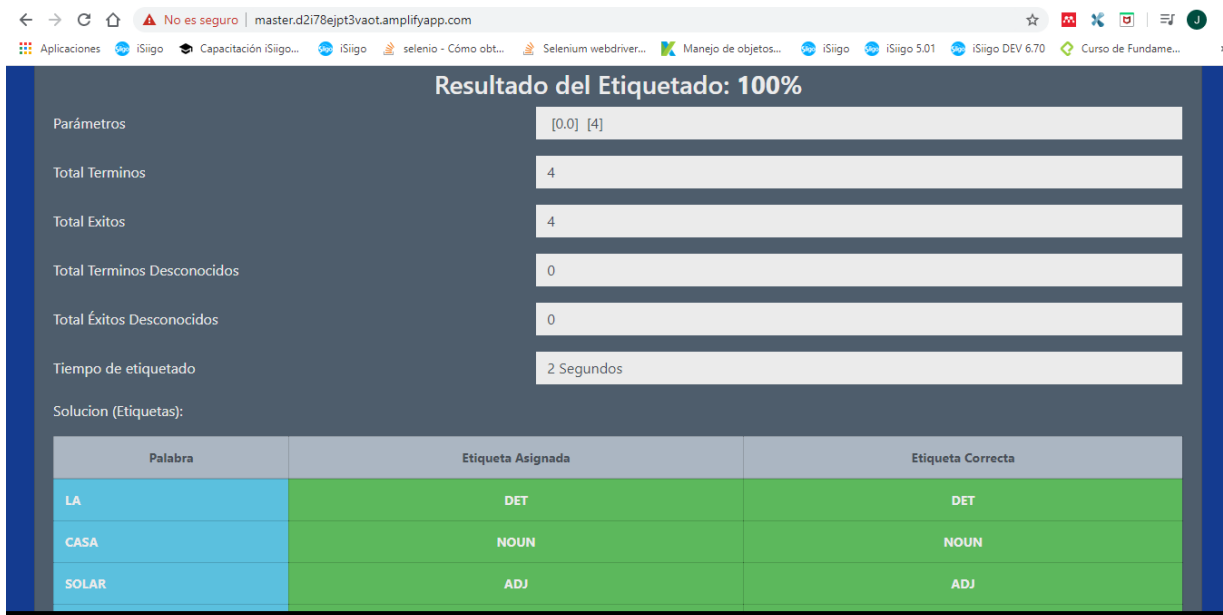 No es seguro | master.d2i78ejpt3vaot.amplifyapp.com
J
Aplicaciones iSiigo Capacitación iSiigo... iSiigo selenio - Cómo obt... Selenium webdriver... Manejo de objetos... iSiigo iSiigo 5.01 iSiigo DEV 6.70 Curso de Fundame...
Resultado del Etiquetado: 100%
Parámetros [0.0] [4]
Total Terminos 4
Total Exitos 4
Total Terminos Desconocidos 0
Total Éxitos Desconocidos 0
Tiempo de etiquetado 2 Segundos
Solucion (Etiquetas):
Palabra Etiqueta Asignada Etiqueta Correcta
LA DET DET
CASA NOUN NOUN
SOLAR ADJ ADJ